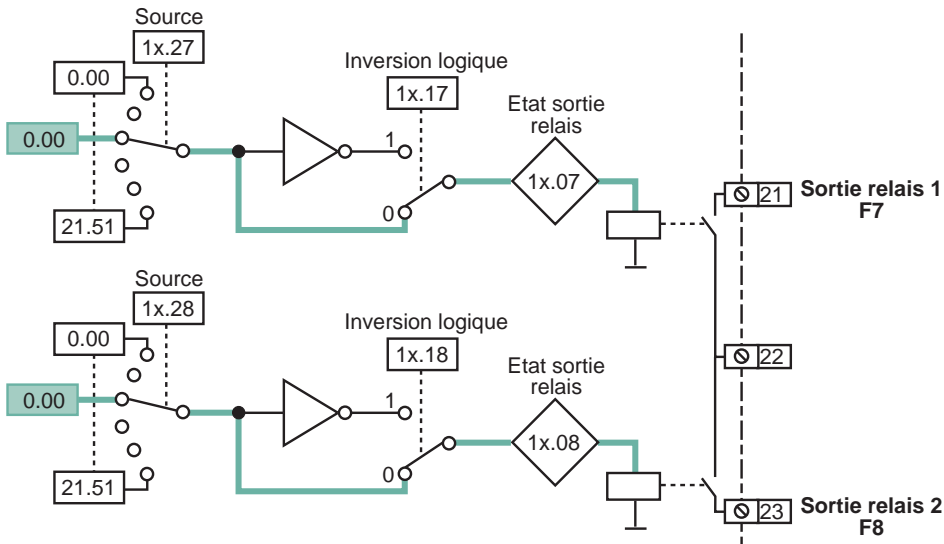 Source
1x.27
0.00
0.00
21.51
Inversion logique
1x.17
1
0
Etat sortie
relais
1x.07
21
Sortie relais 1
F7
Source
1x.28
0.00
0.00
21.51
Inversion logique
1x.18
1
0
Etat sortie
relais
1x.08
22
23
Sortie relais 2
F8